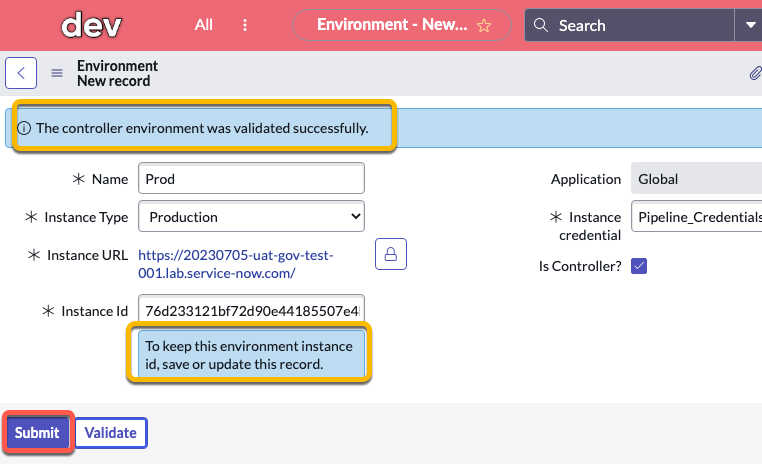 dev
All
Environment - New...
Search
Environment
New record
The controller environment was validated successfully.
Name
Prod
Application
Global
Instance Type
Production
Instance
credential
Pipeline_Credentials
Instance URL
https://20230705-uat-gov-test-
001.lab.service-now.com/
Is Controller?
Instance Id
76d233121bf72d90e44185507e4
To keep this environment instance
id, save or update this record.
Submit
Validate